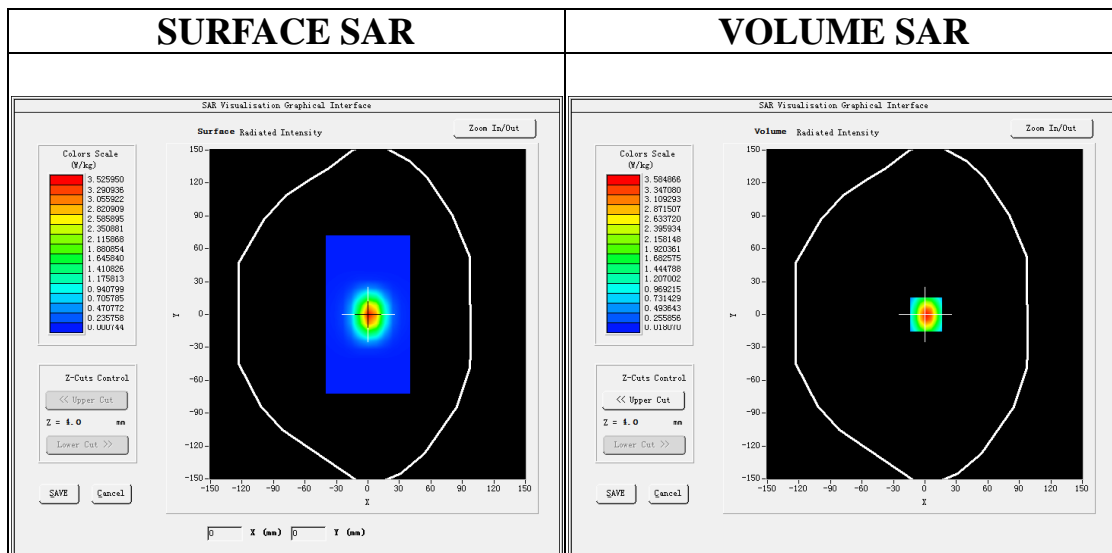 SURFACE SAR
VOLUME SAR
SAR Visualisation Graphical Interface
Surface Radiated Intensity
Zoom In/Out
Colors Scale
(W/kg)
3.525950
3.290936
3.055922
2.820909
2.585895
2.350881
2.115868
1.880854
1.645840
1.410826
1.175813
0.940799
0.705785
0.470772
0.235758
0.000744
Z-Cuts Control
<< Upper Cut
Z = 4.0 mm
Lower Cut >>
SAVE Cancel
150
120
90
60
30
0
-30
-60
-90
-120
-150
Y
-150 -120 -90 -60 -30 0 30 60 90 120 150
X
0 X (mm) 0 Y (mm)
SAR Visualisation Graphical Interface
Volume Radiated Intensity
Zoom In/Out
Colors Scale
(W/kg)
3.584866
3.347080
3.109293
2.871507
2.633720
2.395934
2.158148
1.920361
1.682575
1.444788
1.207002
0.969215
0.731429
0.493643
0.255856
0.018070
Z-Cuts Control
<< Upper Cut
Z = 4.0 mm
Lower Cut >>
SAVE Cancel
150
120
90
60
30
0
-30
-60
-90
-120
-150
Y
-150 -120 -90 -60 -30 0 30 60 90 120 150
X